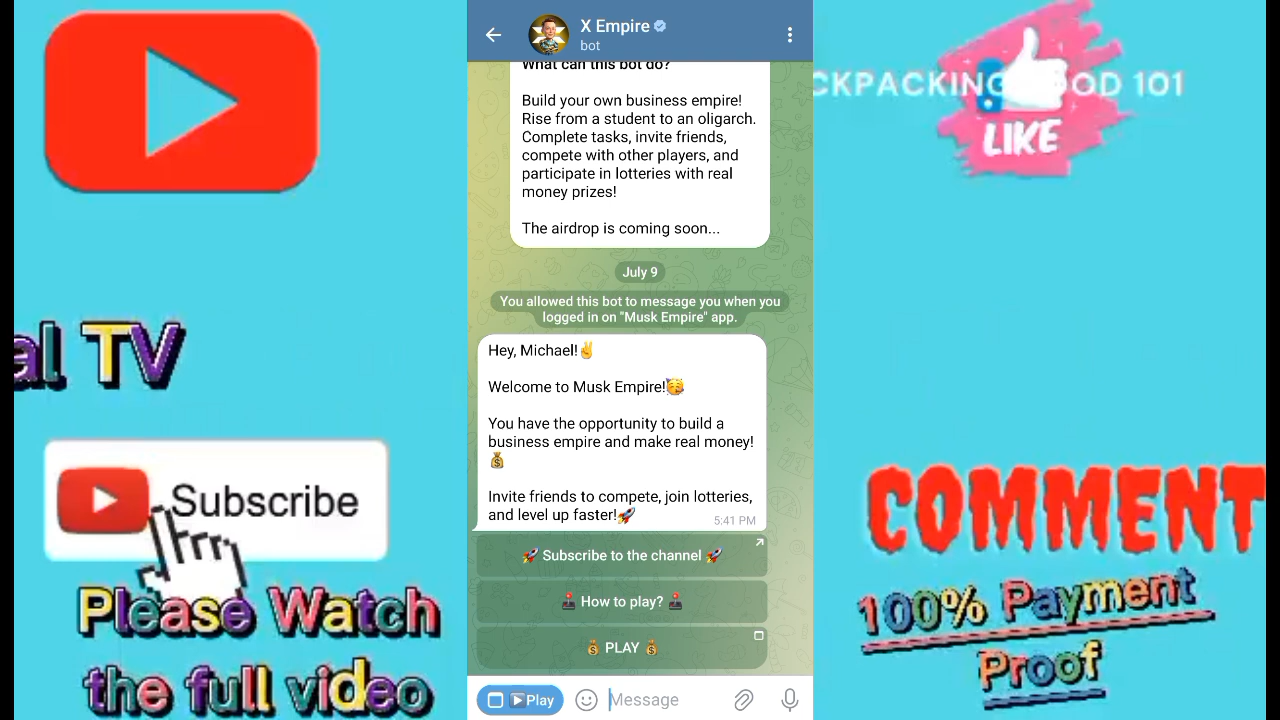 X Empire
bot
What can this bot do?
Build your own business empire!
Rise from a student to an oligarch.
Complete tasks, invite friends,
compete with other players, and
participate in lotteries with real
money prizes!
The airdrop is coming soon...
July 9
You allowed this bot to message you when you
logged in on "Musk Empire" app.
Hey, Michael!✌️
Welcome to Musk Empire!🥳
You have the opportunity to build a
business empire and make real money!
💰
Invite friends to compete, join lotteries,
and level up faster!🚀
5:41 PM
🚀 Subscribe to the channel 🚀
🕹️ How to play? 🕹️
💰 PLAY 💰
Play
Message
al TV
Subscribe
Please Watch
the full video
CKPACKING OD 101
LIKE
COMMENT
100% Payment
Proof